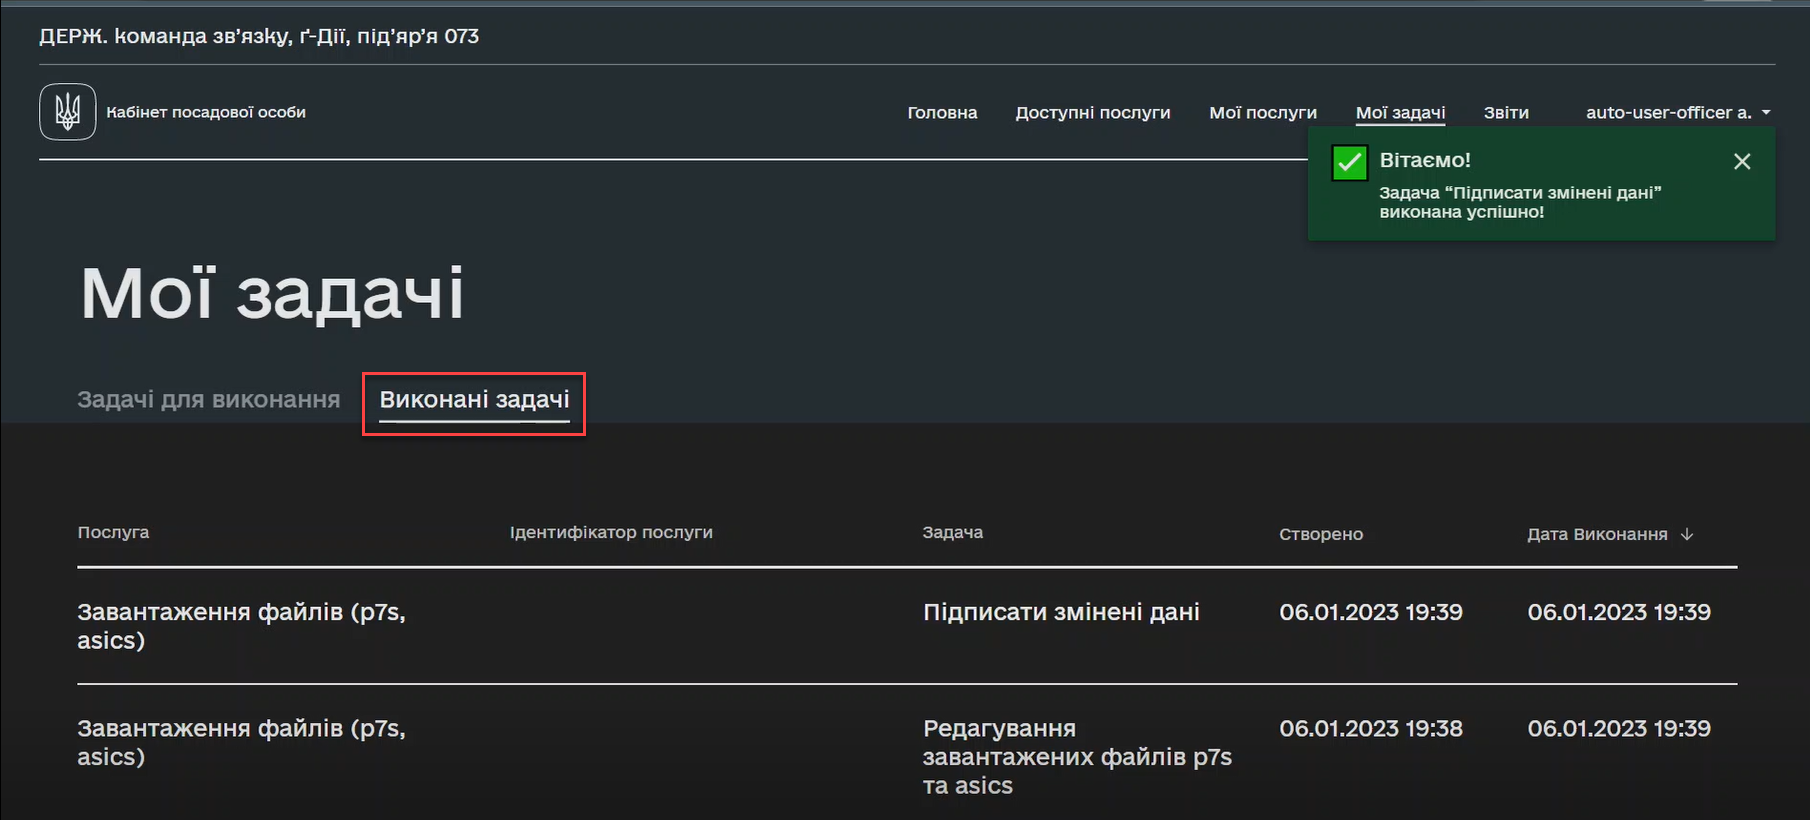 ДЕРЖ. команда зв’язку, ґ-Дії, під’яр’я 073
Кабінет посадової особи
Головна
Доступні послуги
Мої послуги
Мої задачі
Звіти
auto-user-officer a.
Вітаємо!
Задача “Підписати змінені дані”
виконана успішно!
Мої задачі
Задачі для виконання
Виконані задачі
Послуга
Ідентифікатор послуги
Задача
Створено
Дата Виконання
Завантаження файлів (p7s,
asics)
Підписати змінені дані
06.01.2023 19:39
06.01.2023 19:39
Завантаження файлів (p7s,
asics)
Редагування
завантажених файлів p7s
та asics
06.01.2023 19:38
06.01.2023 19:39